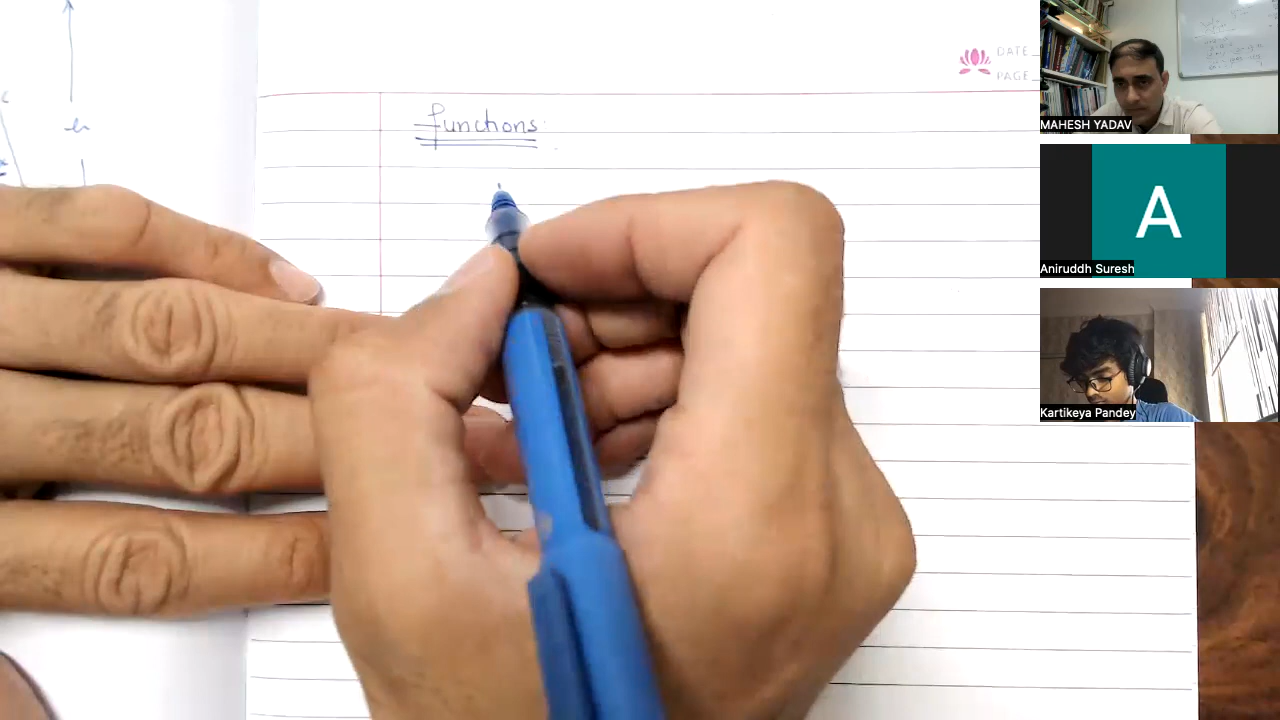 DATE
PAGE
functions
h
MAHESH YADAV
A
Aniruddh Suresh
Kartikeya Pandey